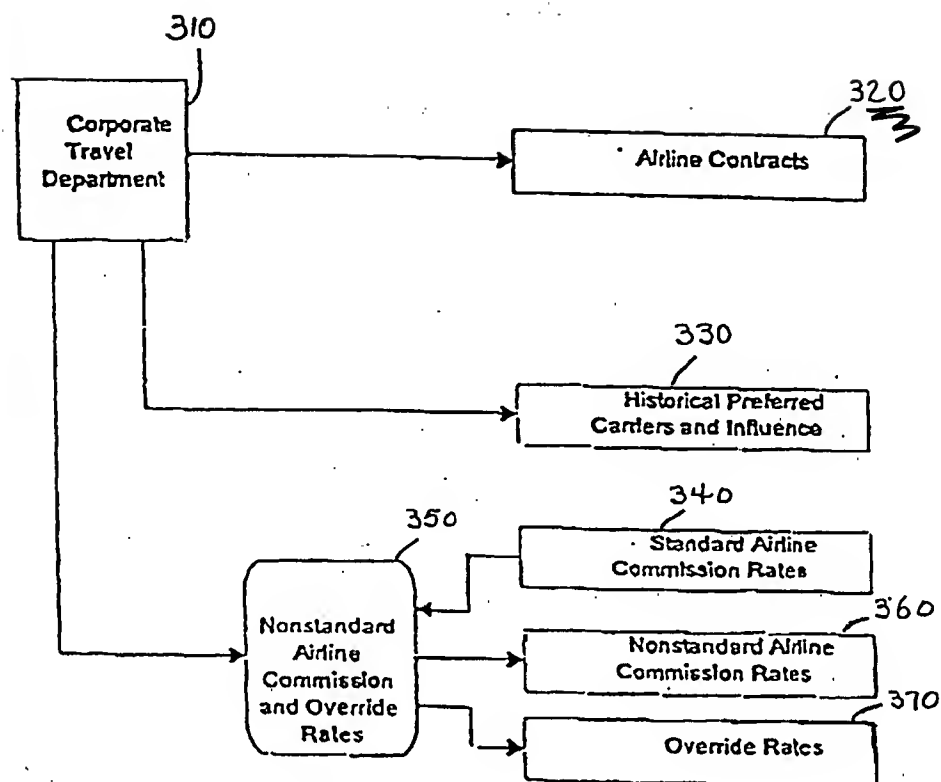 310
Corporate
Travel
Department
320
Airline Contracts
330
Historical Preferred
Carriers and Influence
340
Standard Airline
Commission Rates
350
Nonstandard
Airline
Commission
and Override
Rates
360
Nonstandard Airline
Commission Rates
370
Override Rates